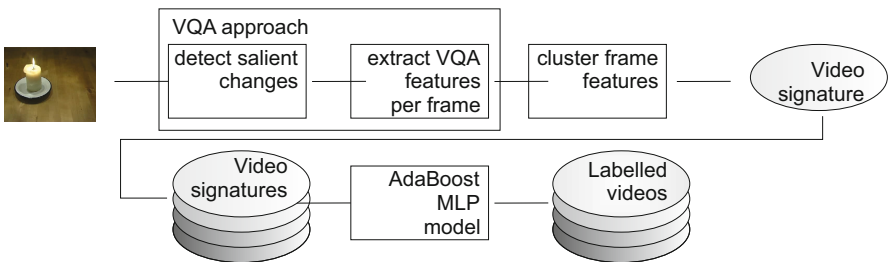 VQA approach
detect salient
changes
extract VQA
features
per frame
cluster frame
features
Video
signature
Video
signatures
AdaBoost
MLP
model
Labelled
videos